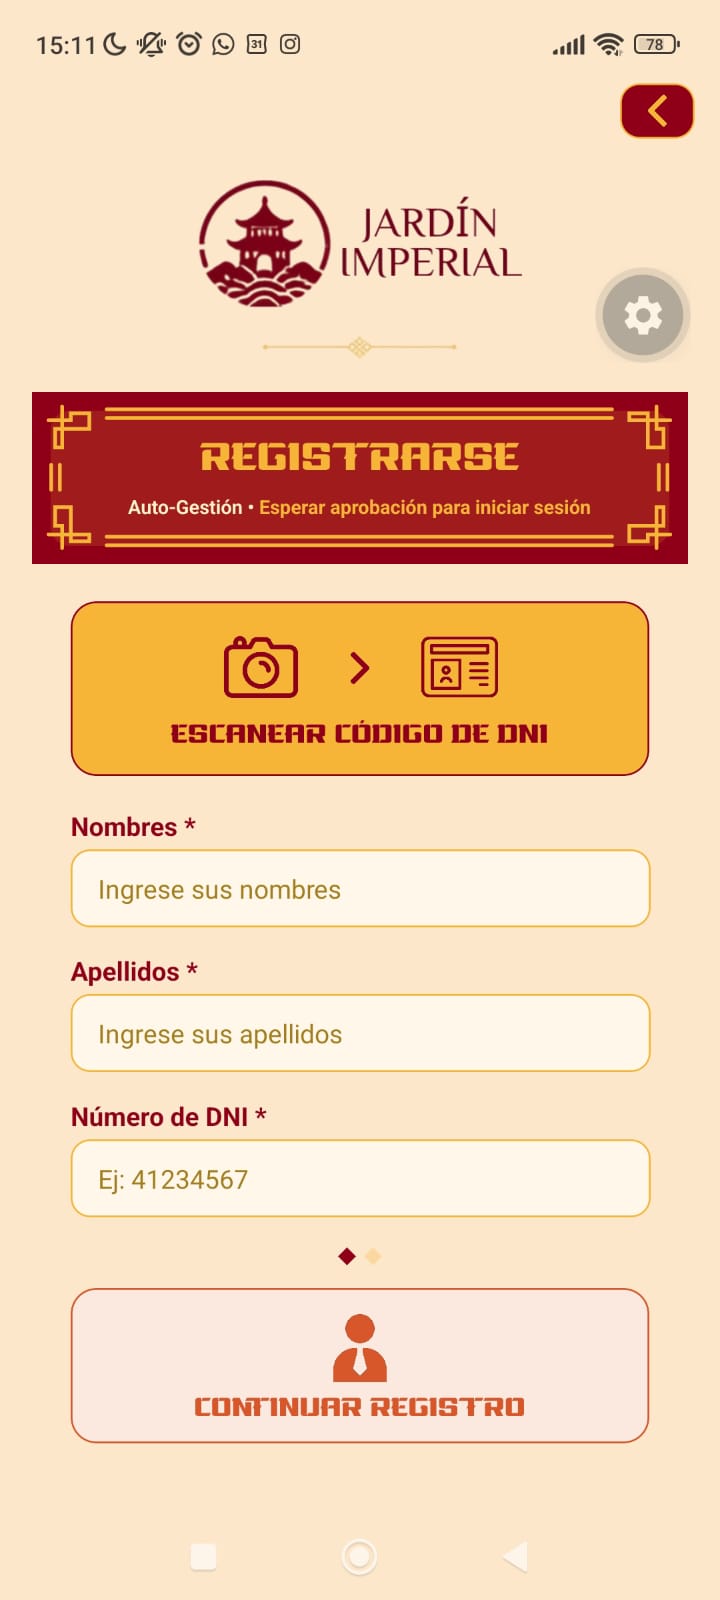 15:11
31
78
JARDÍN
IMPERIAL
REGISTRARSE
Auto-Gestión • Esperar aprobación para iniciar sesión
ESCANEAR CÓDIGO DE DNI
Nombres *
Ingrese sus nombres
Apellidos *
Ingrese sus apellidos
Número de DNI *
Ej: 41234567
CONTINUAR REGISTRO